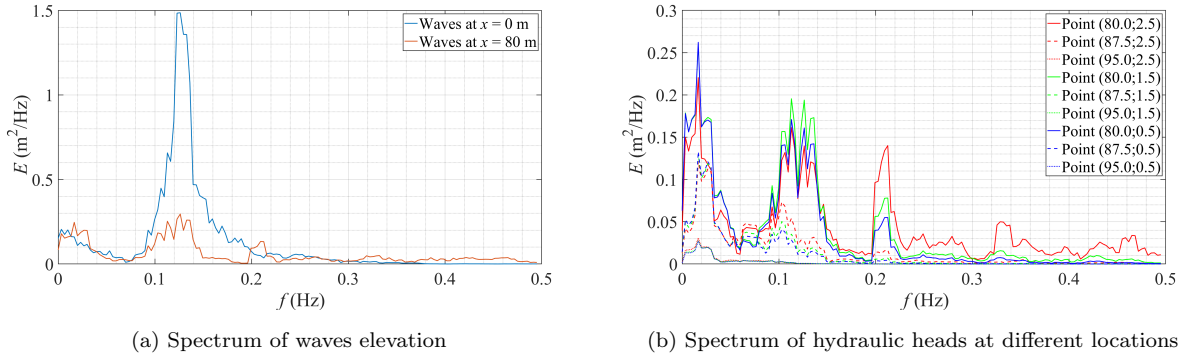 1.5
1
0.5
0
E (m²/Hz)
0
0.1
0.2
0.3
0.4
0.5
f (Hz)
Waves at x = 0 m
Waves at x = 80 m
(a) Spectrum of waves elevation
0.3
0.25
0.2
0.15
0.1
0.05
0
E (m²/Hz)
0
0.1
0.2
0.3
0.4
0.5
f (Hz)
Point (80.0;2.5)
Point (87.5;2.5)
Point (95.0;2.5)
Point (80.0;1.5)
Point (87.5;1.5)
Point (95.0;1.5)
Point (80.0;0.5)
Point (87.5;0.5)
Point (95.0;0.5)
(b) Spectrum of hydraulic heads at different locations